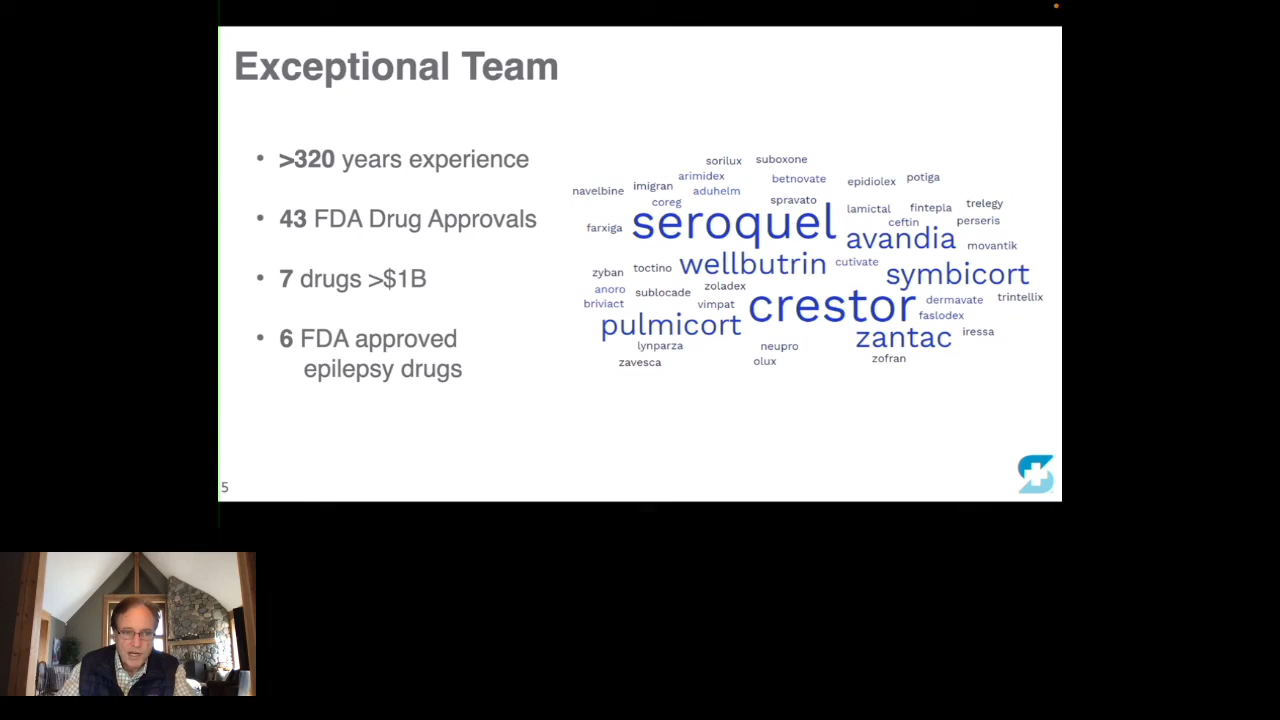 Exceptional Team
• >320 years experience
• 43 FDA Drug Approvals
• 7 drugs >$1B
• 6 FDA approved
epilepsy drugs
sorilux suboxone
arimidex betnovate epidiolex potiga
navelbine imigran aduhelm
coreg spravato lamictal fintepla trelegy
farxiga seroquel ceftin perseris
avandia movantik
zyban toctino wellbutrin cutivate symbicort
anoro sublocade zoladex
briviact vimpat crestor dermavate trintellix
pulmicort faslodex
zantac iressa
lynparza neupro
zavesca olux zofran
5